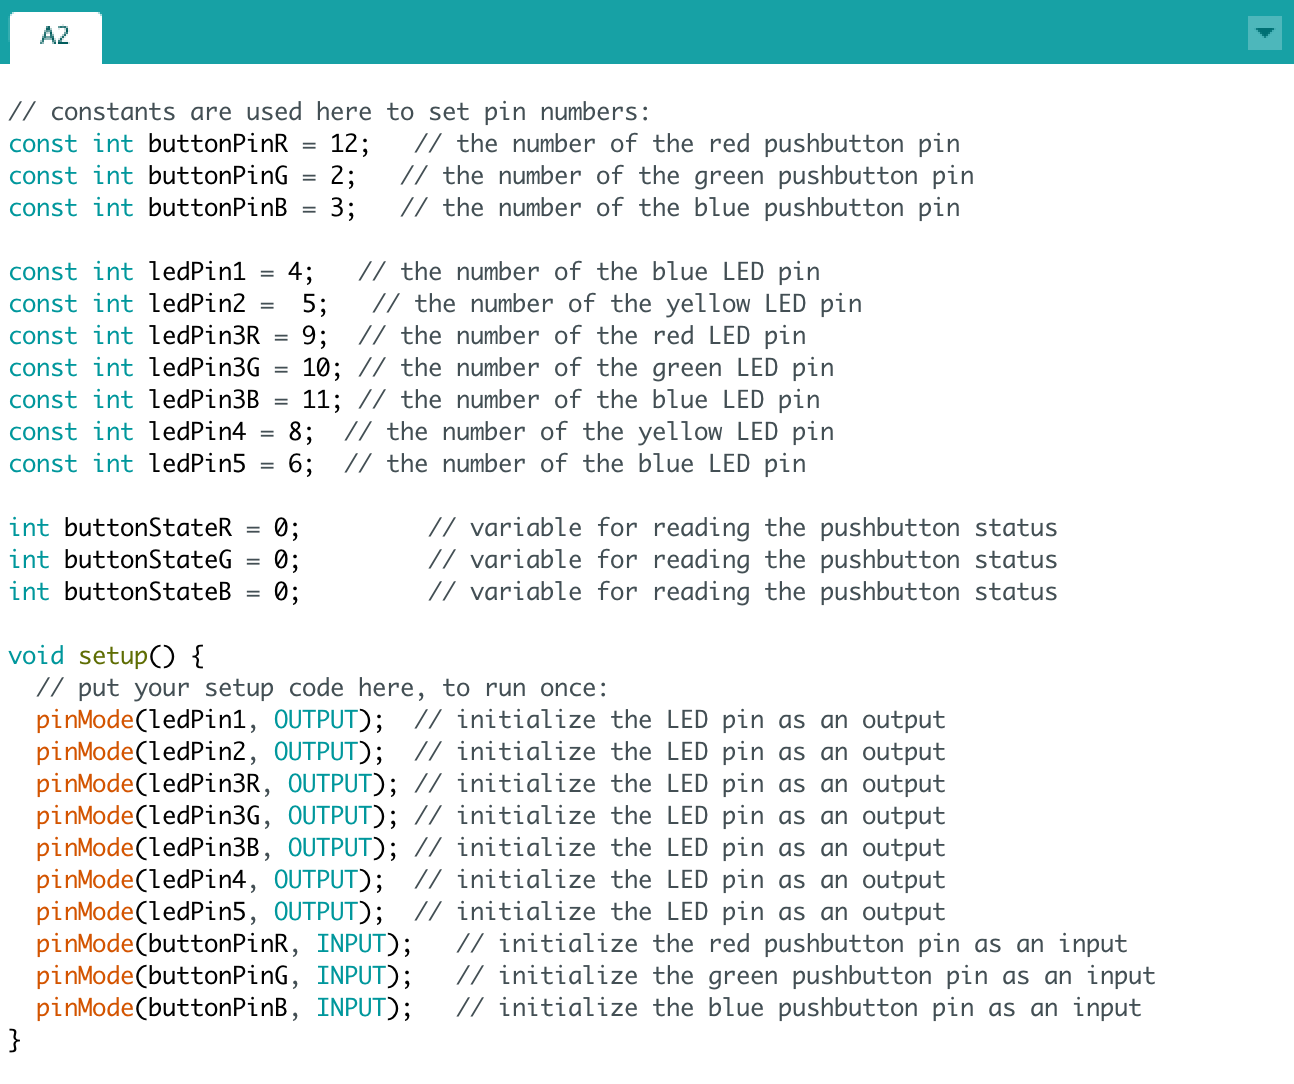 A2
// constants are used here to set pin numbers:
const int buttonPinR = 12;   // the number of the red pushbutton pin
const int buttonPinG = 2;   // the number of the green pushbutton pin
const int buttonPinB = 3;   // the number of the blue pushbutton pin

const int ledPin1 = 4;   // the number of the blue LED pin
const int ledPin2 =  5;   // the number of the yellow LED pin
const int ledPin3R = 9;  // the number of the red LED pin
const int ledPin3G = 10; // the number of the green LED pin
const int ledPin3B = 11; // the number of the blue LED pin
const int ledPin4 = 8;  // the number of the yellow LED pin
const int ledPin5 = 6;  // the number of the blue LED pin

int buttonStateR = 0;         // variable for reading the pushbutton status
int buttonStateG = 0;         // variable for reading the pushbutton status
int buttonStateB = 0;         // variable for reading the pushbutton status

void setup() {
  // put your setup code here, to run once:
  pinMode(ledPin1, OUTPUT);  // initialize the LED pin as an output
  pinMode(ledPin2, OUTPUT);  // initialize the LED pin as an output
  pinMode(ledPin3R, OUTPUT); // initialize the LED pin as an output
  pinMode(ledPin3G, OUTPUT); // initialize the LED pin as an output
  pinMode(ledPin3B, OUTPUT); // initialize the LED pin as an output
  pinMode(ledPin4, OUTPUT);  // initialize the LED pin as an output
  pinMode(ledPin5, OUTPUT);  // initialize the LED pin as an output
  pinMode(buttonPinR, INPUT);   // initialize the red pushbutton pin as an input
  pinMode(buttonPinG, INPUT);   // initialize the green pushbutton pin as an input
  pinMode(buttonPinB, INPUT);   // initialize the blue pushbutton pin as an input
}